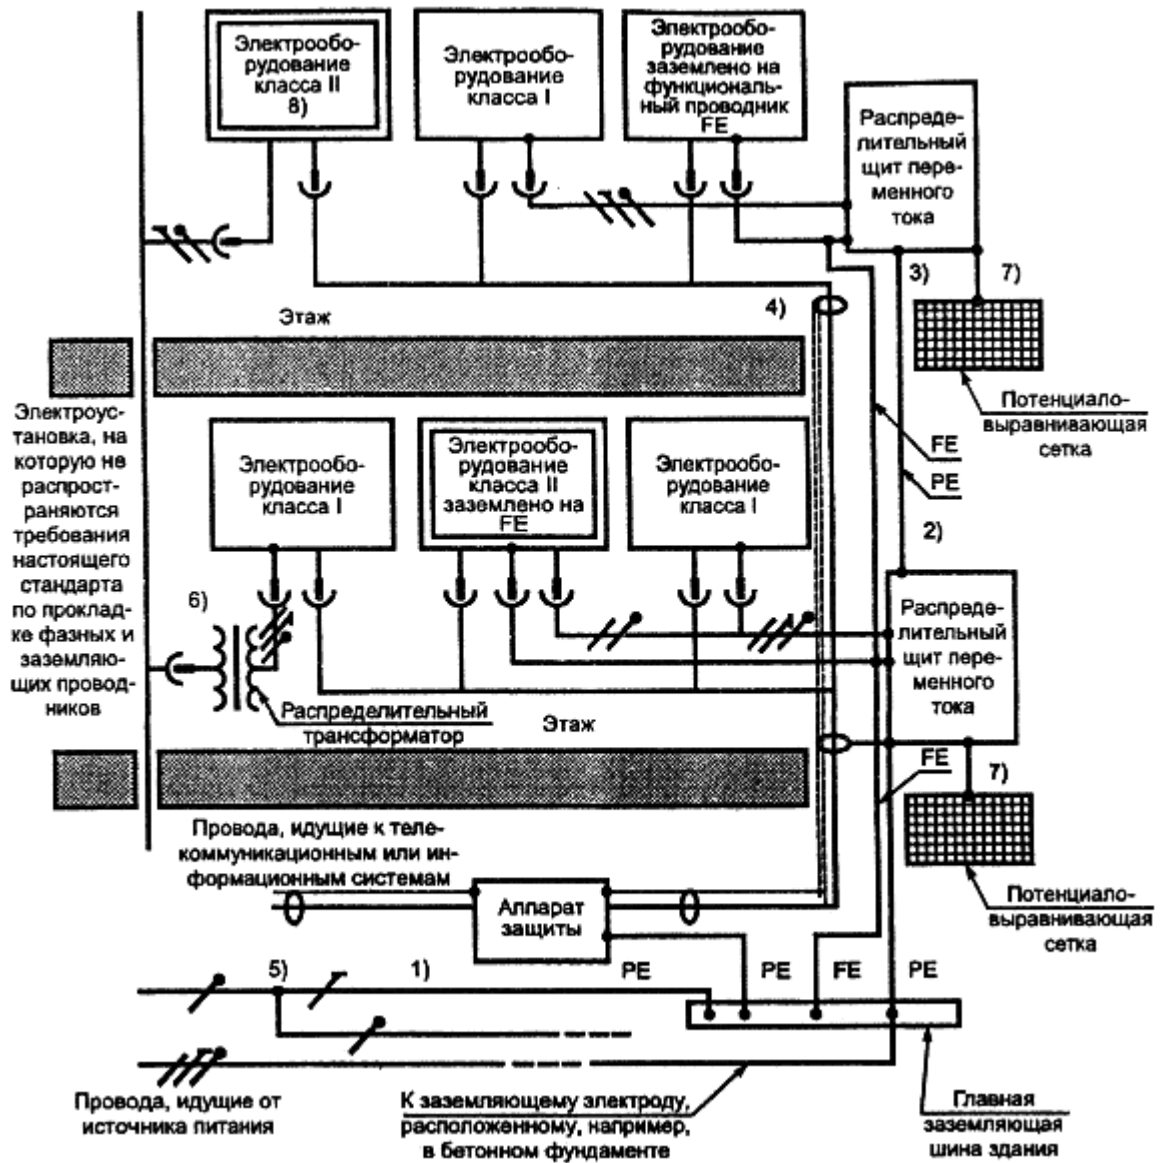 Электрообо-
рудование
класса II
8)
Электрообо-
рудование
класса I
Электрообо-
рудование
заземлено на
функциональ-
ный проводник
FE
Распреде-
лительный
щит пере-
менного
тока
3)
7)
4)
Этаж
Потенциало-
выравнивающая
сетка
FE
PE
Электроус-
тановка, на
которую не
распрост-
раняются
требования
настоящего
стандарта
по проклад-
ке фазных и
заземляю-
щих провод-
ников
Электрообо-
рудование
класса I
Электрообо-
рудование
класса II
заземлено на
FE
Электрообо-
рудование
класса I
2)
6)
Распреде-
лительный
щит пере-
менного
тока
Распределительный
трансформатор
Этаж
FE
7)
Провода, идущие к теле-
коммуникационным или ин-
формационным системам
Потенциало-
выравнивающая
сетка
Аппарат
защиты
5)
1)
PE
PE
FE
PE
Провода, идущие от
источника питания
К заземляющему электроду,
расположенному, например,
в бетонном фундаменте
Главная
заземляющая
шина здания